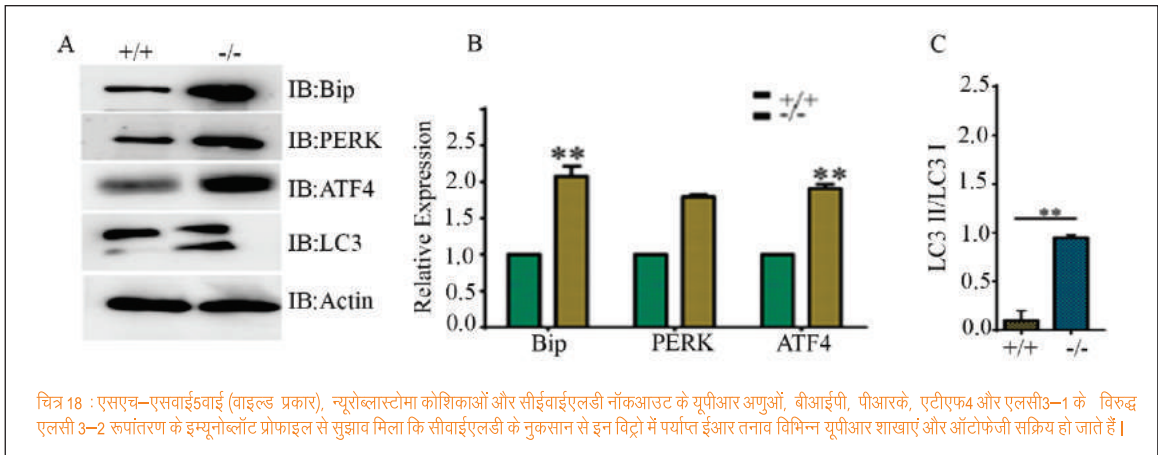 A
+/+ -/-
IB:Bip
IB:PERK
IB:ATF4
IB:LC3
IB:Actin
B
+/+
-/-
Relative Expression
2.5
2.0
1.5
1.0
0.5
0.0
**
**
Bip PERK ATF4
C
LC3 II/LC3 I
2.5
2.0
1.5
1.0
0.5
0.0
**
+/+ -/-
चित्र 18 : एसएच–एसवाई5वाई (वाइल्ड प्रकार), न्यूरोब्लास्टोमा कोशिकाओं और सीईवाईएलडी नॉकआउट के यूपीआर अणुओं, बीआईपी, पीआरके, एटीएफ4 और एलसी3–1 के विरुद्ध
एलसी 3–2 रूपांतरण के इम्यूनोब्लॉट प्रोफाइल से सुझाव मिला कि सीवाईएलडी के नुकसान से इन विट्रो में पर्याप्त ईआर तनाव विभिन्न यूपीआर शाखाएं और ऑटोफेजी सक्रिय हो जाते हैं।